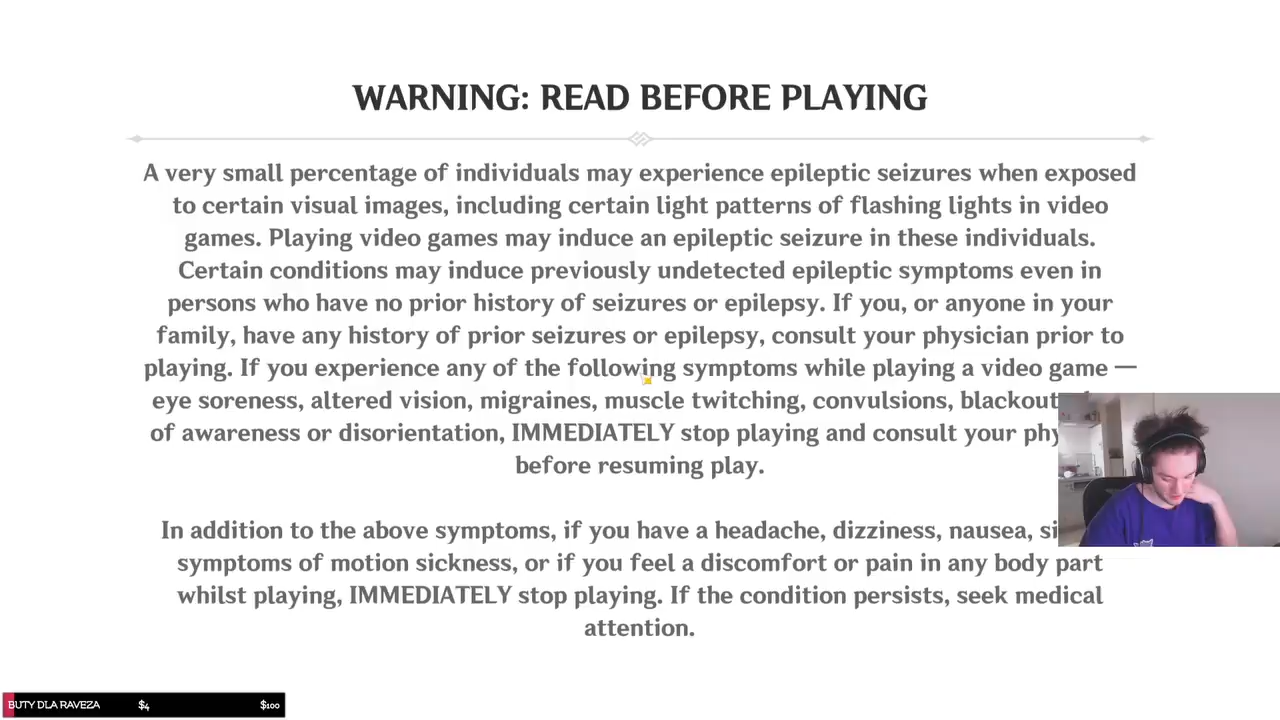 WARNING: READ BEFORE PLAYING
A very small percentage of individuals may experience epileptic seizures when exposed
to certain visual images, including certain light patterns of flashing lights in video
games. Playing video games may induce an epileptic seizure in these individuals.
Certain conditions may induce previously undetected epileptic symptoms even in
persons who have no prior history of seizures or epilepsy. If you, or anyone in your
family, have any history of prior seizures or epilepsy, consult your physician prior to
playing. If you experience any of the following symptoms while playing a video game —
eye soreness, altered vision, migraines, muscle twitching, convulsions, blackout
of awareness or disorientation, IMMEDIATELY stop playing and consult your phy
before resuming play.
In addition to the above symptoms, if you have a headache, dizziness, nausea, si
symptoms of motion sickness, or if you feel a discomfort or pain in any body part
whilst playing, IMMEDIATELY stop playing. If the condition persists, seek medical
attention.
BUTY DLA RAVEZA $4 $100